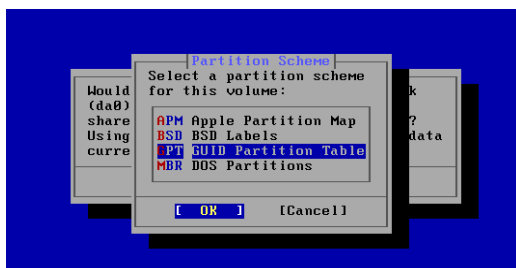 Partition Scheme
Select a partition scheme
for this volume:
Would
k
(da0)
share
?
Using
data
curre
APM Apple Partition Map
BSD BSD Labels
GPT GUID Partition Table
MBR DOS Partitions
[ OK ] [Cancel]